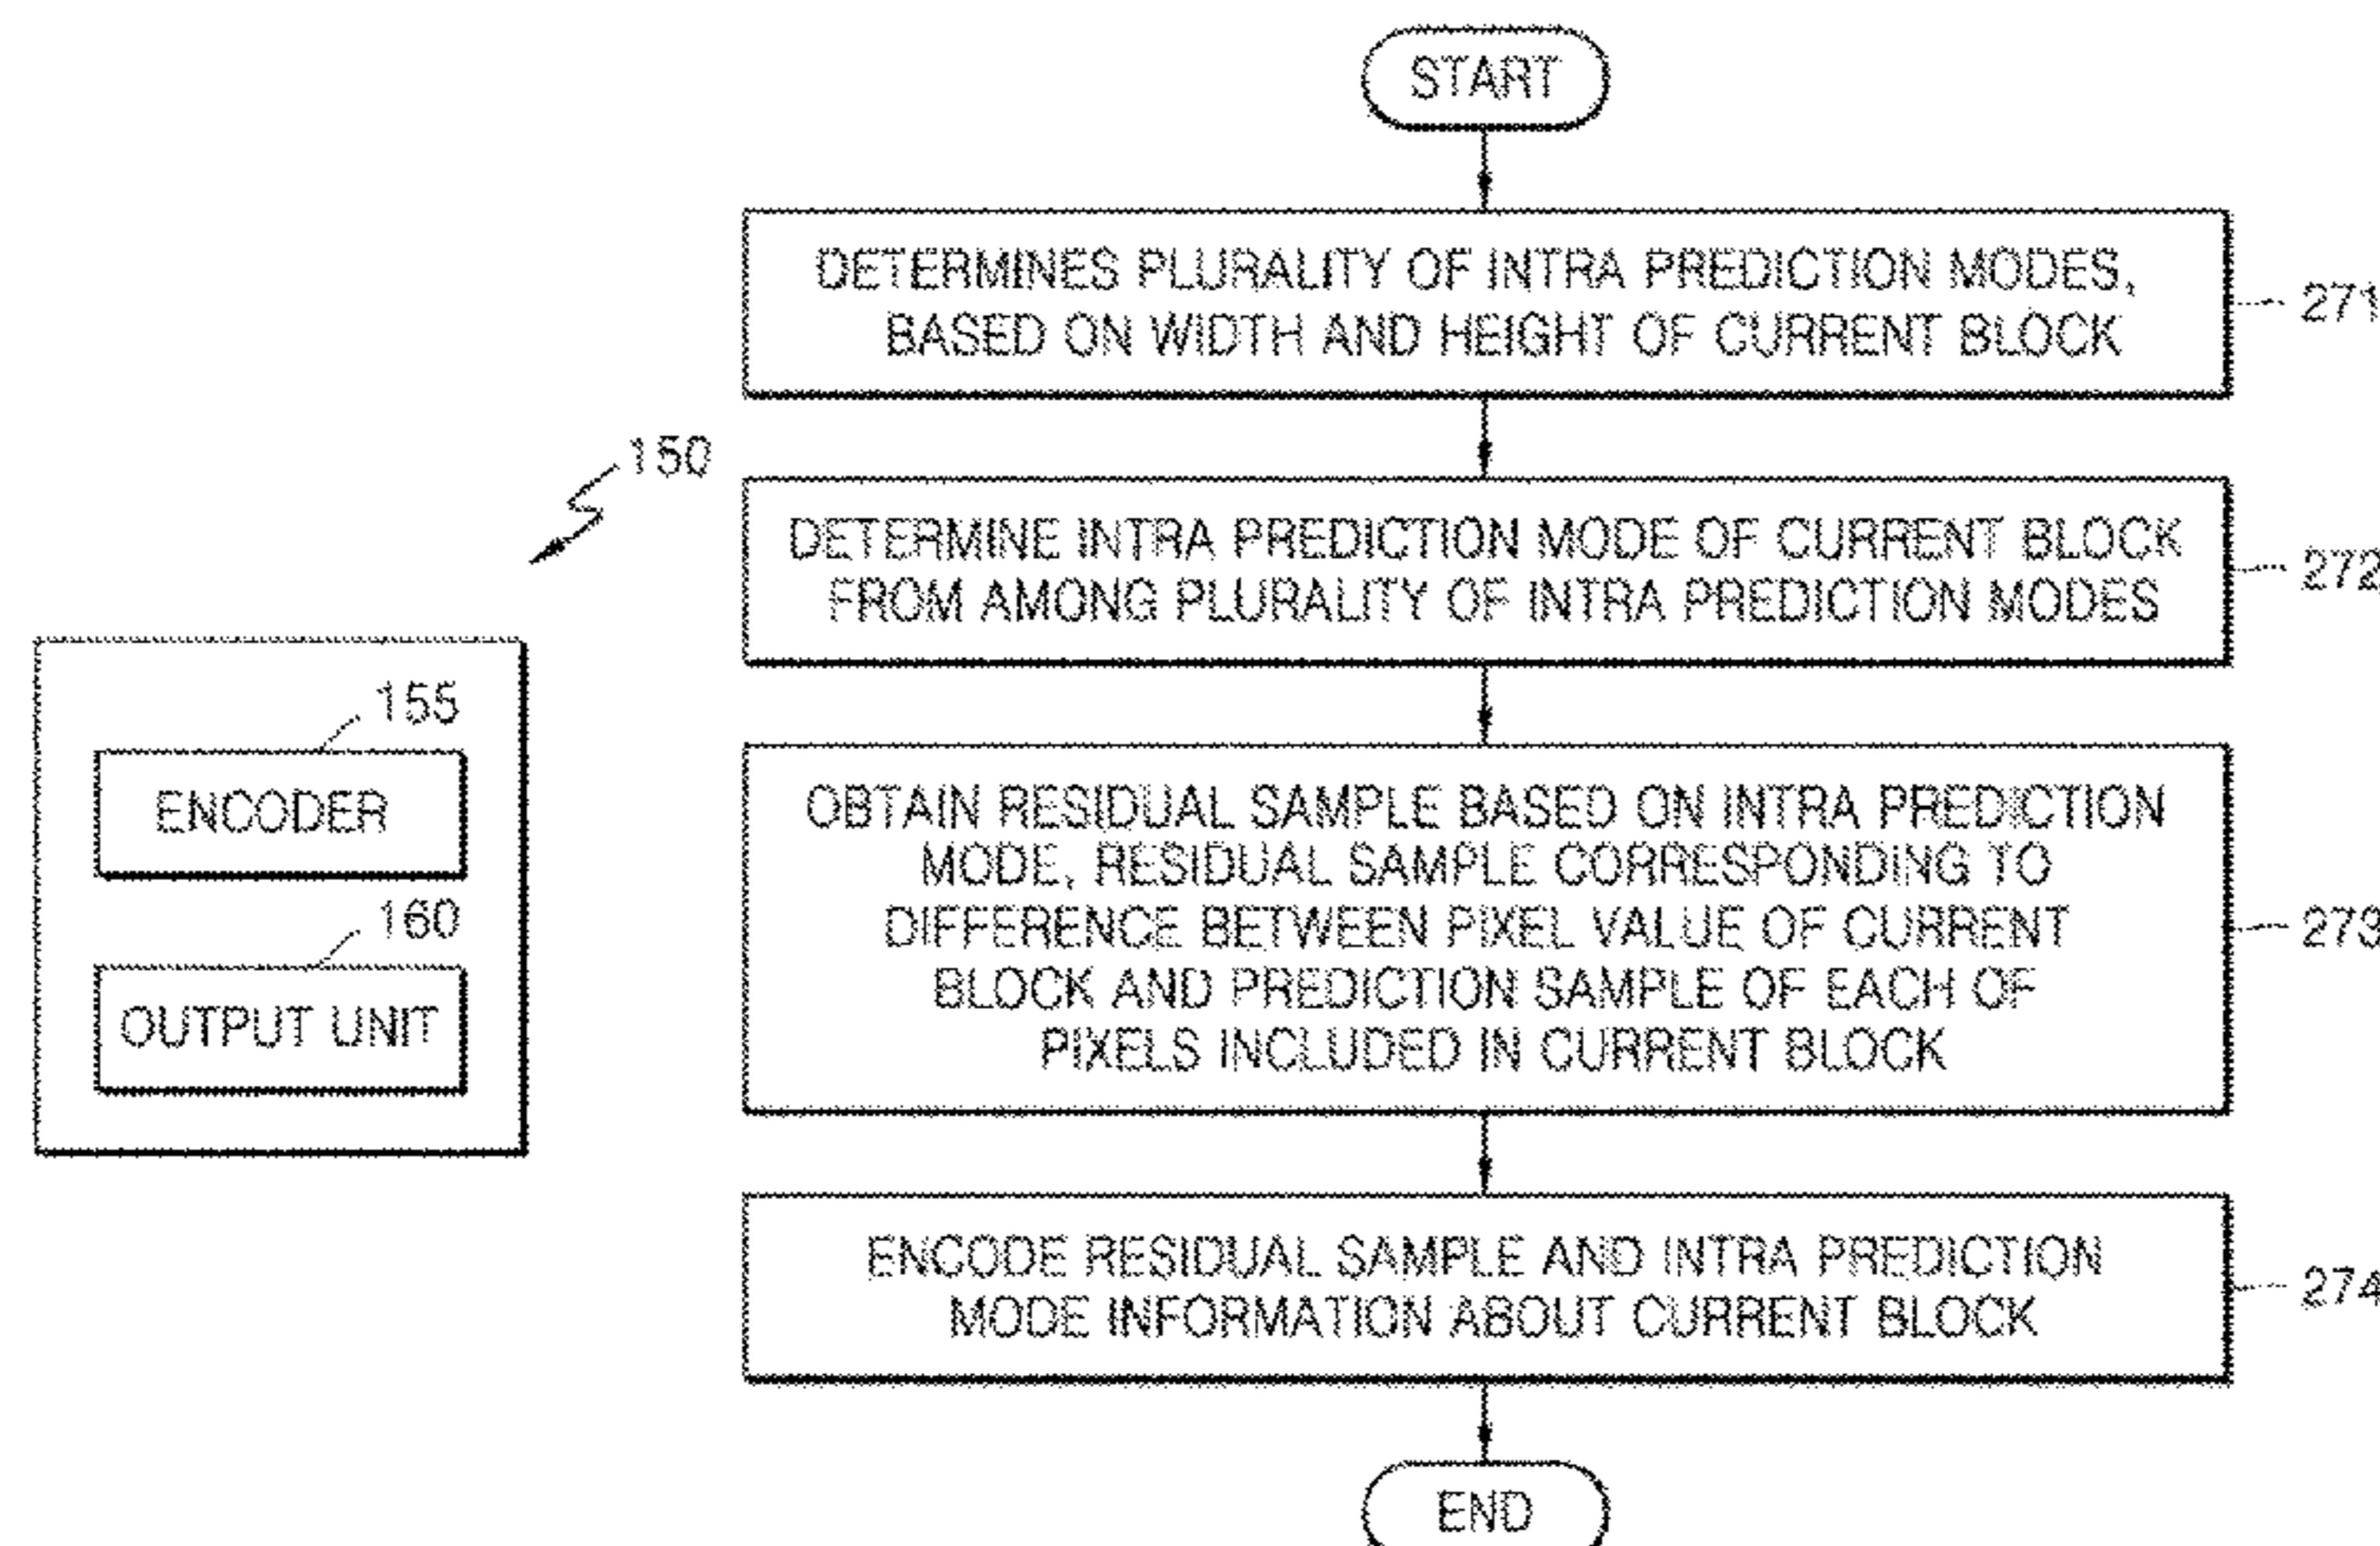 150
155
ENCODER
160
OUTPUT UNIT
START
DETERMINES PLURALITY OF INTRA PREDICTION MODES,
BASED ON WIDTH AND HEIGHT OF CURRENT BLOCK
271
DETERMINE INTRA PREDICTION MODE OF CURRENT BLOCK
FROM AMONG PLURALITY OF INTRA PREDICTION MODES
272
OBTAIN RESIDUAL SAMPLE BASED ON INTRA PREDICTION
MODE, RESIDUAL SAMPLE CORRESPONDING TO
DIFFERENCE BETWEEN PIXEL VALUE OF CURRENT
BLOCK AND PREDICTION SAMPLE OF EACH OF
PIXELS INCLUDED IN CURRENT BLOCK
273
ENCODE RESIDUAL SAMPLE AND INTRA PREDICTION
MODE INFORMATION ABOUT CURRENT BLOCK
274
END